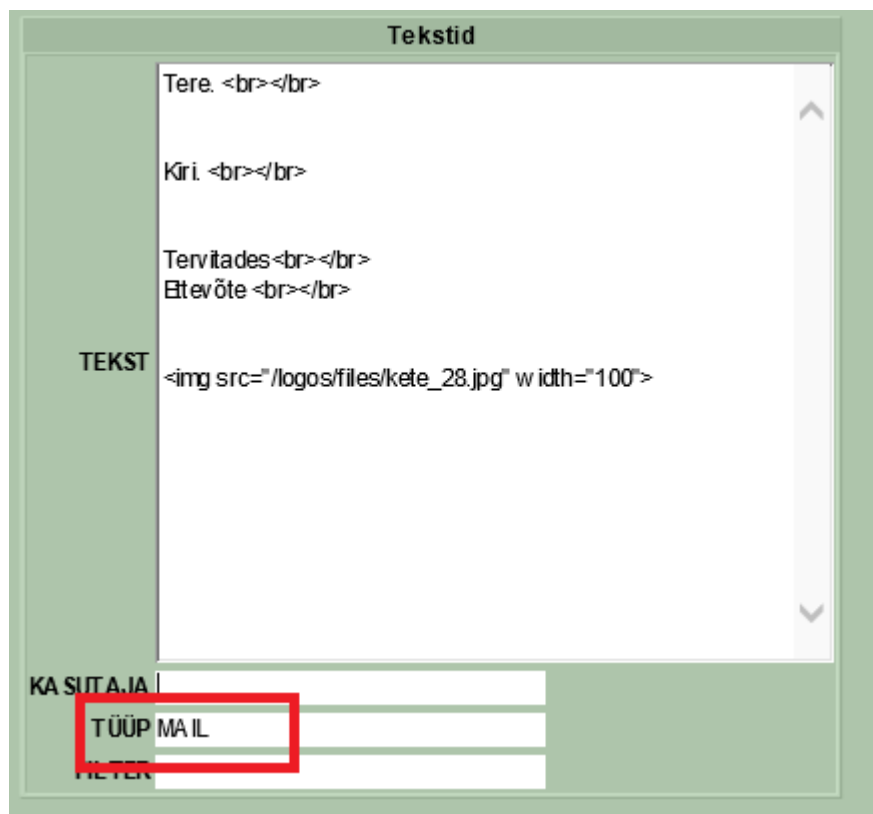 Tekstid
Tere. <br></br>
Kiri. <br></br>
Tervitades<br></br>
Ettevõte <br></br>
TEKST
<img src="/logos/files/kete_28.jpg" width="100">
KASUTAJA
TÜÜP MAIL
FILTER